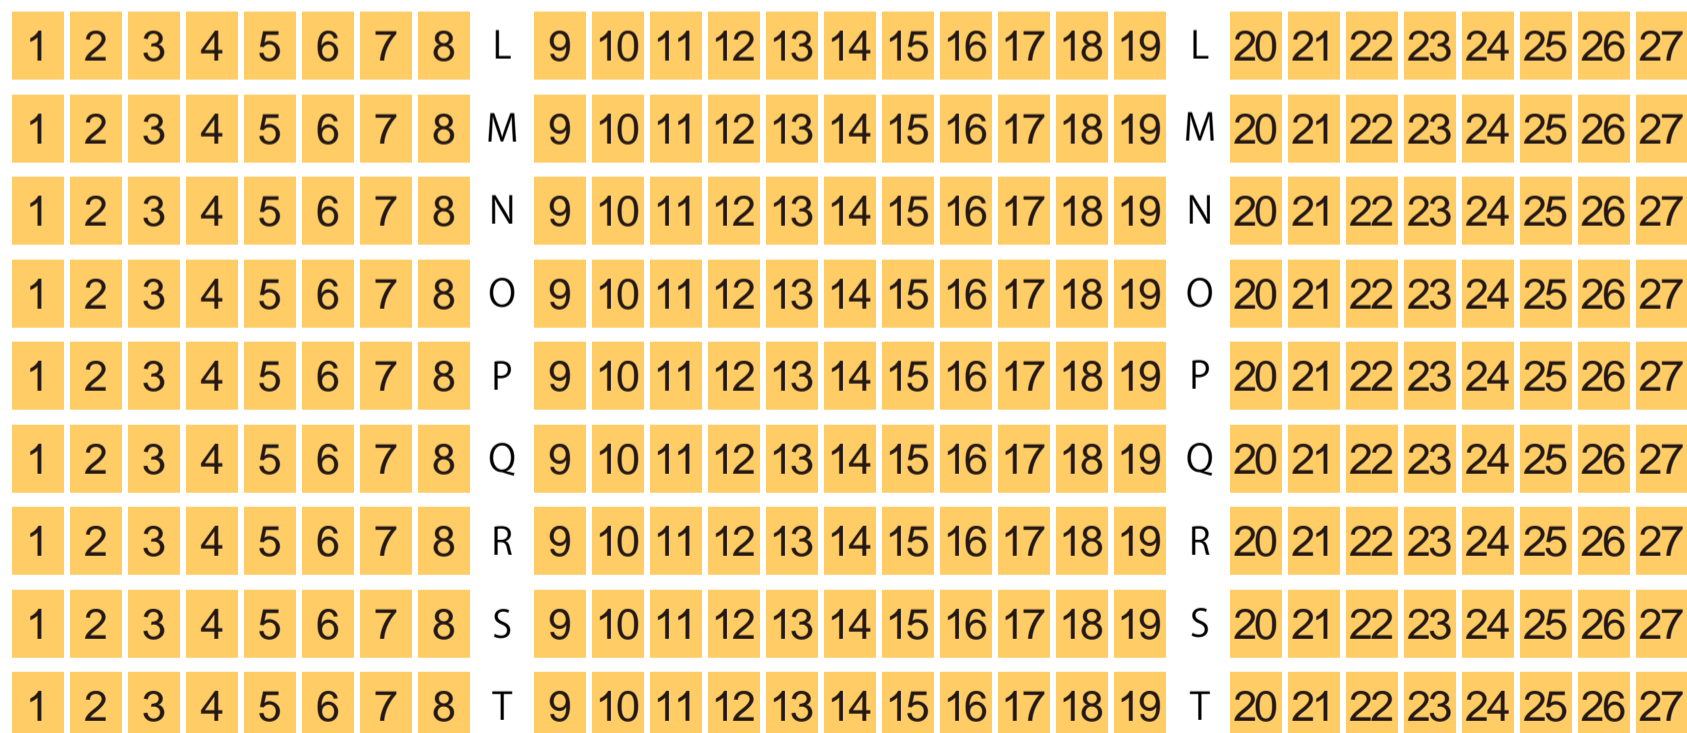 1 2 3 4 5 6 7 8 L 9 10 11 12 13 14 15 16 17 18 19 L 20 21 22 23 24 25 26 27
1 2 3 4 5 6 7 8 M 9 10 11 12 13 14 15 16 17 18 19 M 20 21 22 23 24 25 26 27
1 2 3 4 5 6 7 8 N 9 10 11 12 13 14 15 16 17 18 19 N 20 21 22 23 24 25 26 27
1 2 3 4 5 6 7 8 O 9 10 11 12 13 14 15 16 17 18 19 O 20 21 22 23 24 25 26 27
1 2 3 4 5 6 7 8 P 9 10 11 12 13 14 15 16 17 18 19 P 20 21 22 23 24 25 26 27
1 2 3 4 5 6 7 8 Q 9 10 11 12 13 14 15 16 17 18 19 Q 20 21 22 23 24 25 26 27
1 2 3 4 5 6 7 8 R 9 10 11 12 13 14 15 16 17 18 19 R 20 21 22 23 24 25 26 27
1 2 3 4 5 6 7 8 S 9 10 11 12 13 14 15 16 17 18 19 S 20 21 22 23 24 25 26 27
1 2 3 4 5 6 7 8 T 9 10 11 12 13 14 15 16 17 18 19 T 20 21 22 23 24 25 26 27